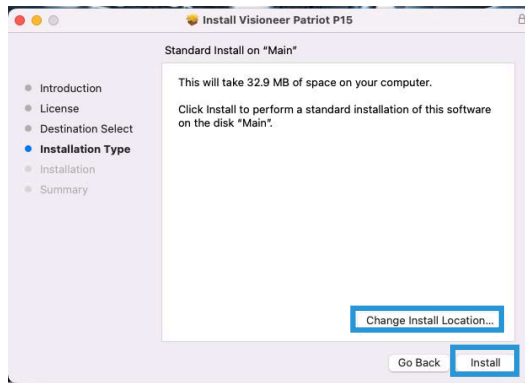 Install Visioneer Patriot P15
Standard Install on "Main"
Introduction
License
Destination Select
Installation Type
Installation
Summary
This will take 32.9 MB of space on your computer.
Click Install to perform a standard installation of this software
on the disk "Main".
Change Install Location...
Go Back
Install